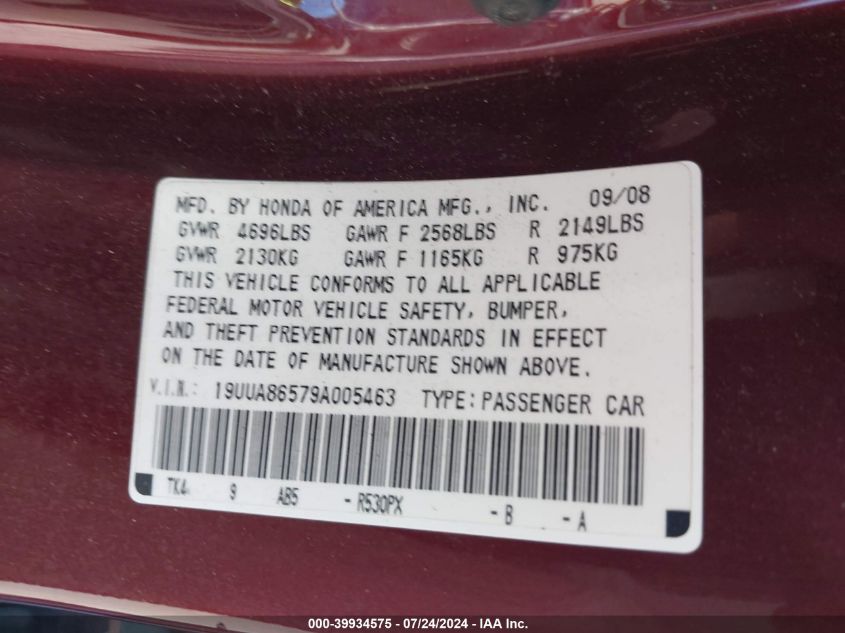 MFD. BY HONDA OF AMERICA MFG., INC. 09/08
GVWR 4696LBS GAWR F 2568LBS R 2149LBS
GVWR 2130KG GAWR F 1165KG R 975KG
THIS VEHICLE CONFORMS TO ALL APPLICABLE
FEDERAL MOTOR VEHICLE SAFETY, BUMPER,
AND THEFT PREVENTION STANDARDS IN EFFECT
ON THE DATE OF MANUFACTURE SHOWN ABOVE.
V.I.N.: 19UUA86579A005463 TYPE:PASSENGER CAR
TK4 9 AB5 -R530PX -B -A
000-39934575 - 07/24/2024 - IAA Inc.